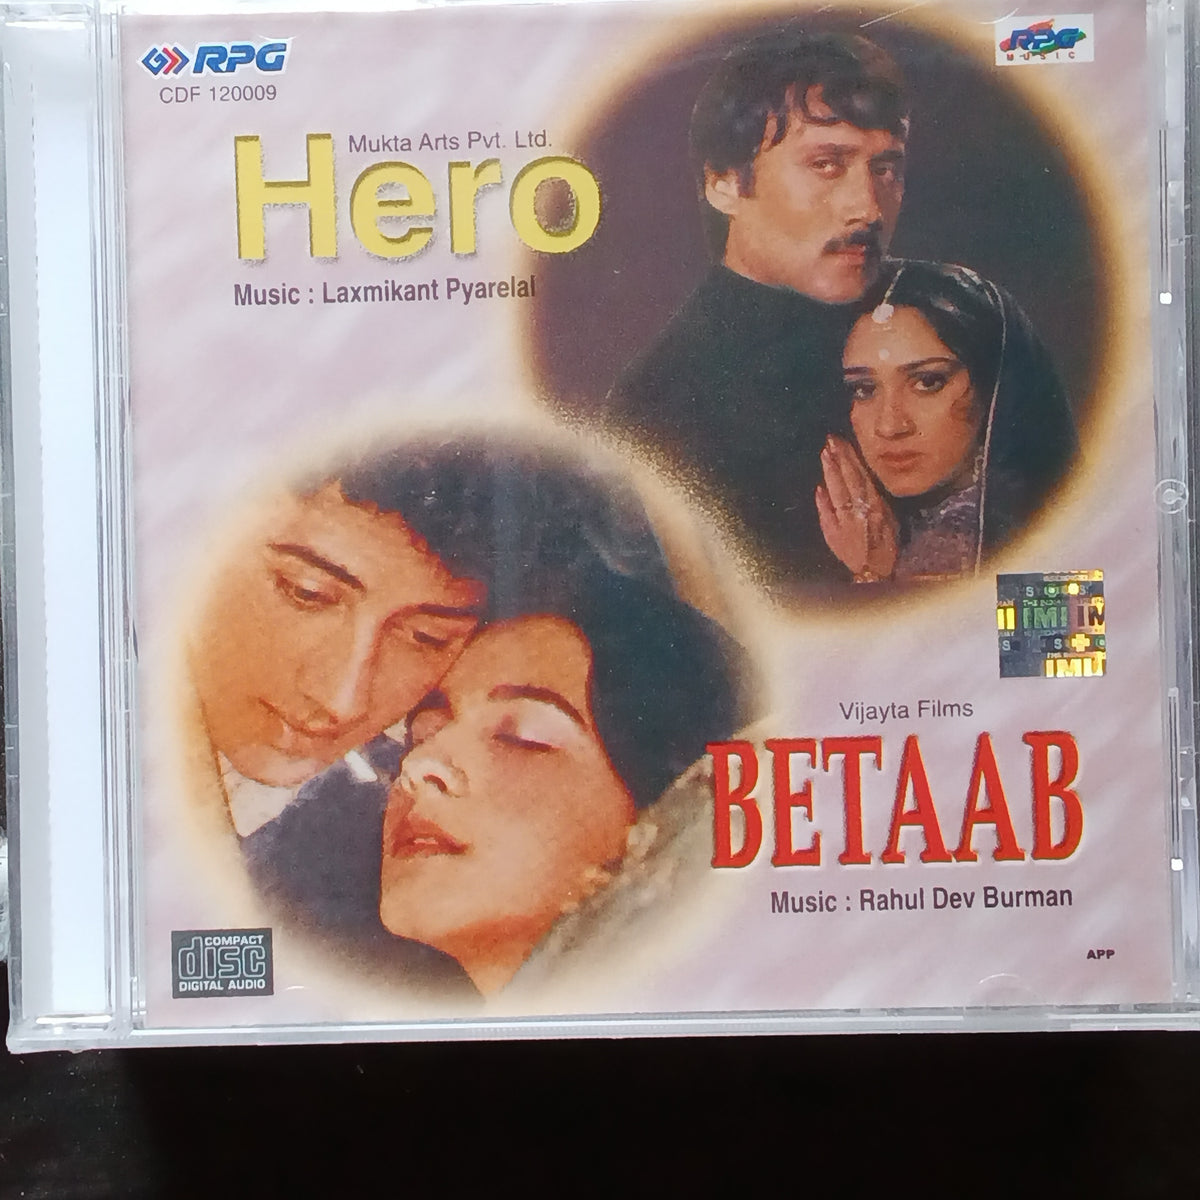 RPG
CDF 120009
RPG
MUSIC
Mukta Arts Pvt. Ltd.
Hero
Music : Laxmikant Pyarelal
IMI
Vijayta Films
BETAAB
Music : Rahul Dev Burman
APP
COMPACT
disc
DIGITAL AUDIO